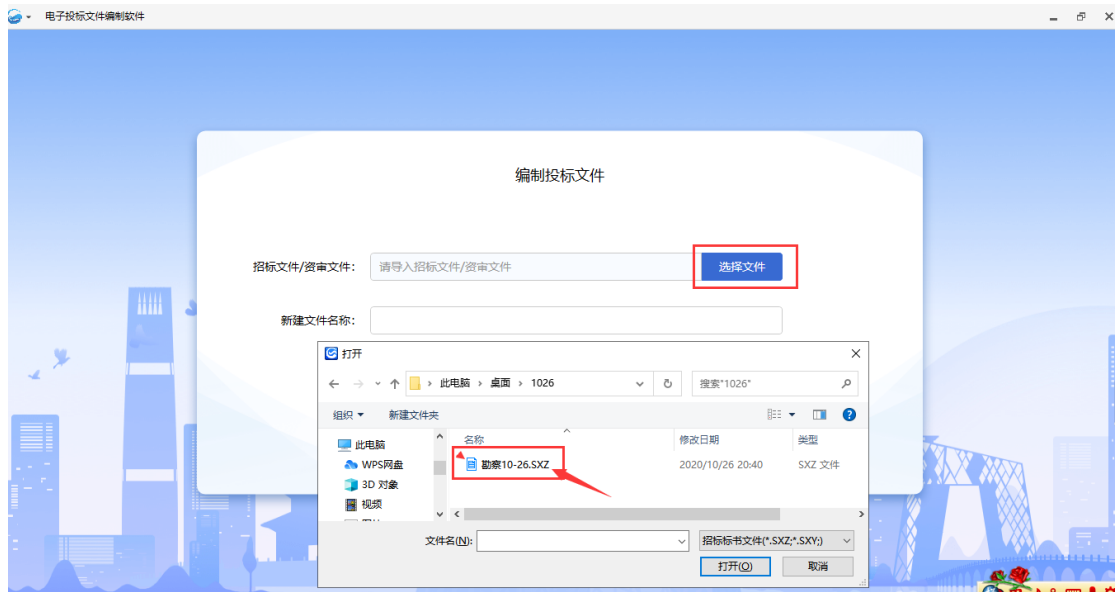 电子投标文件编制软件
编制投标文件
招标文件/资审文件： 请导入招标文件/资审文件 选择文件
新建文件名称：
打开
此电脑 › 桌面 › 1026 搜索"1026"
组织 新建文件夹
名称 修改日期 类型
此电脑
WPS网盘
3D 对象
视频
勘察10-26.SXZ 2020/10/26 20:40 SXZ 文件
文件名(N): 招标标书文件(*.SXZ;*.SXY;)
打开(O) 取消